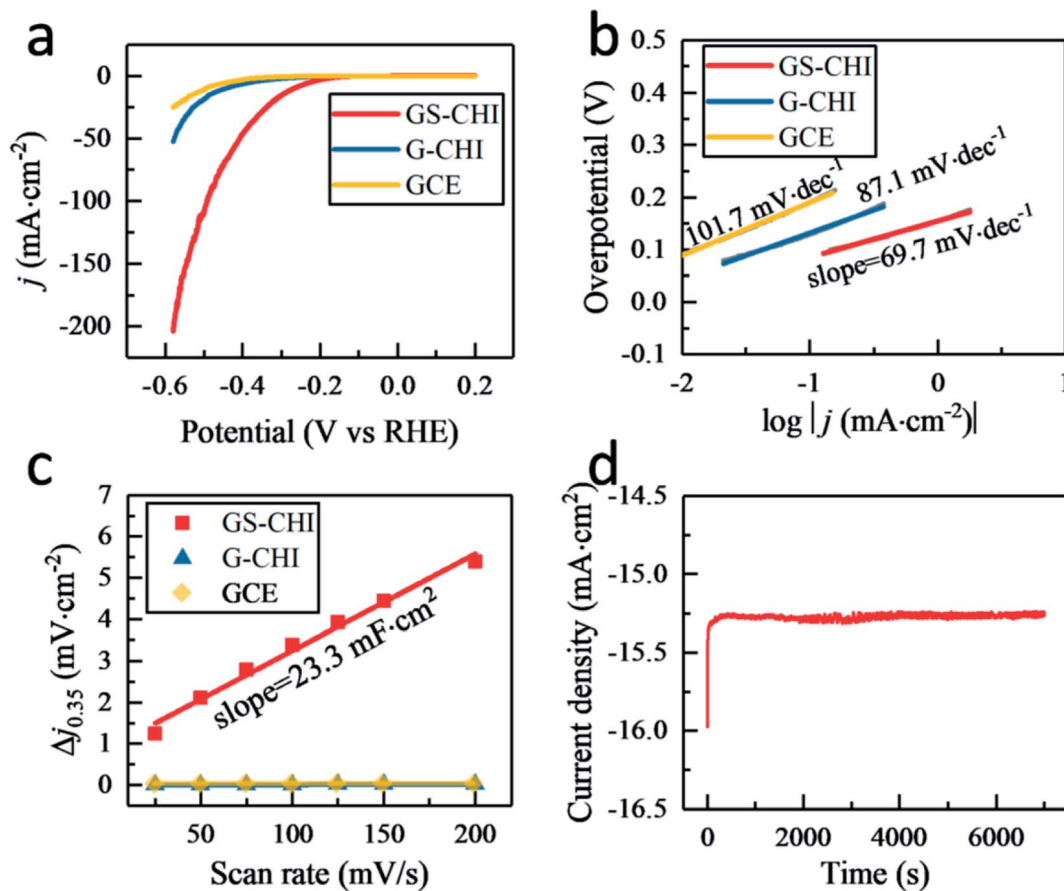 a
0
-50
-100
-150
-200
j (mA·cm⁻²)
GS-CHI
G-CHI
GCE
-0.6
-0.4
-0.2
0.0
0.2
Potential (V vs RHE)
b
0.5
0.4
0.3
0.2
0.1
0.0
-0.1
Overpotential (V)
GS-CHI
G-CHI
GCE
101.7 mV·dec⁻¹
87.1 mV·dec⁻¹
slope=69.7 mV·dec⁻¹
-2
-1
0
1
log |j (mA·cm⁻²)|
c
7
6
5
4
3
2
1
0
Δj0.35 (mV·cm⁻²)
GS-CHI
G-CHI
GCE
slope=23.3 mF·cm²
50
100
150
200
Scan rate (mV/s)
d
-14.5
-15.0
-15.5
-16.0
-16.5
Current density (mA·cm²)
0
2000
4000
6000
Time (s)